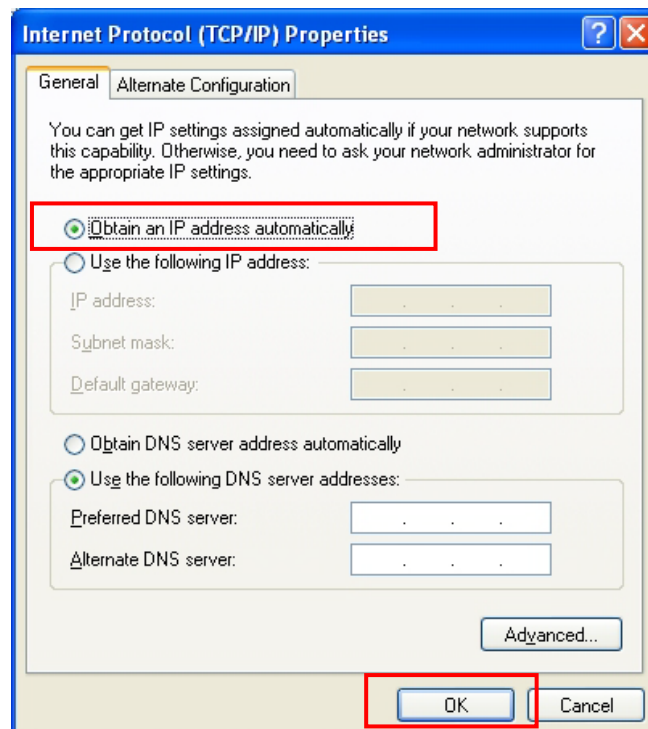 Internet Protocol (TCP/IP) Properties
General Alternate Configuration
You can get IP settings assigned automatically if your network supports
this capability. Otherwise, you need to ask your network administrator for
the appropriate IP settings.
Obtain an IP address automatically
Use the following IP address:
IP address:
Subnet mask:
Default gateway:
Obtain DNS server address automatically
Use the following DNS server addresses:
Preferred DNS server:
Alternate DNS server:
Advanced...
OK Cancel